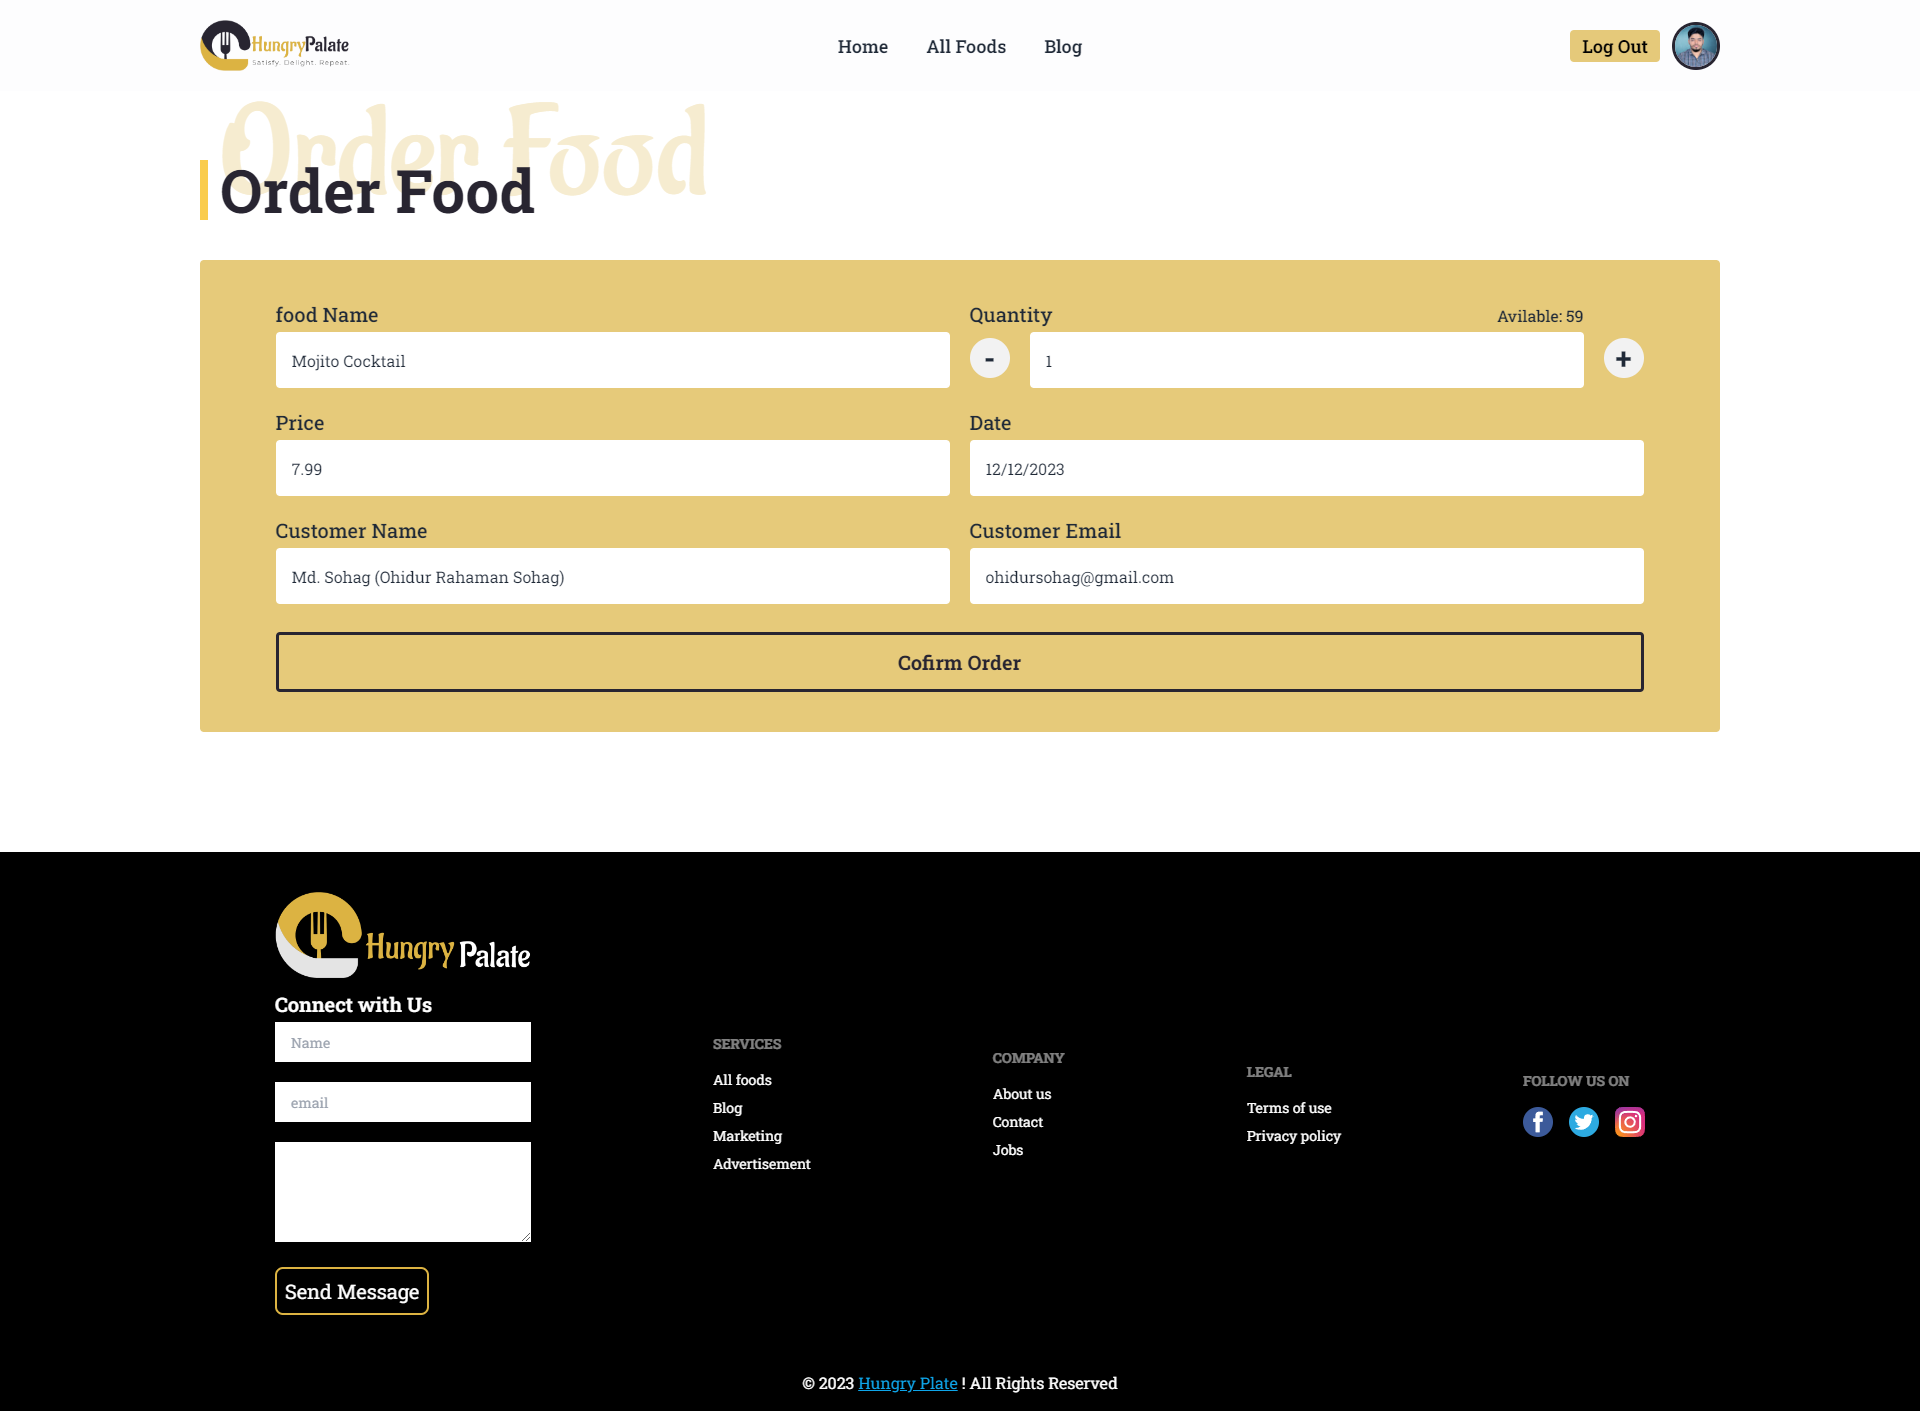 HungryPalate
Satisfy. Delight. Repeat.
Home
All Foods
Blog
Log Out
Order Food
Order Food
food Name
Quantity
Avilable: 59
Mojito Cocktail
-
1
+
Price
Date
7.99
12/12/2023
Customer Name
Customer Email
Md. Sohag (Ohidur Rahaman Sohag)
ohidursohag@gmail.com
Cofirm Order
Hungry Palate
Connect with Us
Name
email
Send Message
SERVICES
All foods
Blog
Marketing
Advertisement
COMPANY
About us
Contact
Jobs
LEGAL
Terms of use
Privacy policy
FOLLOW US ON
© 2023 Hungry Plate ! All Rights Reserved